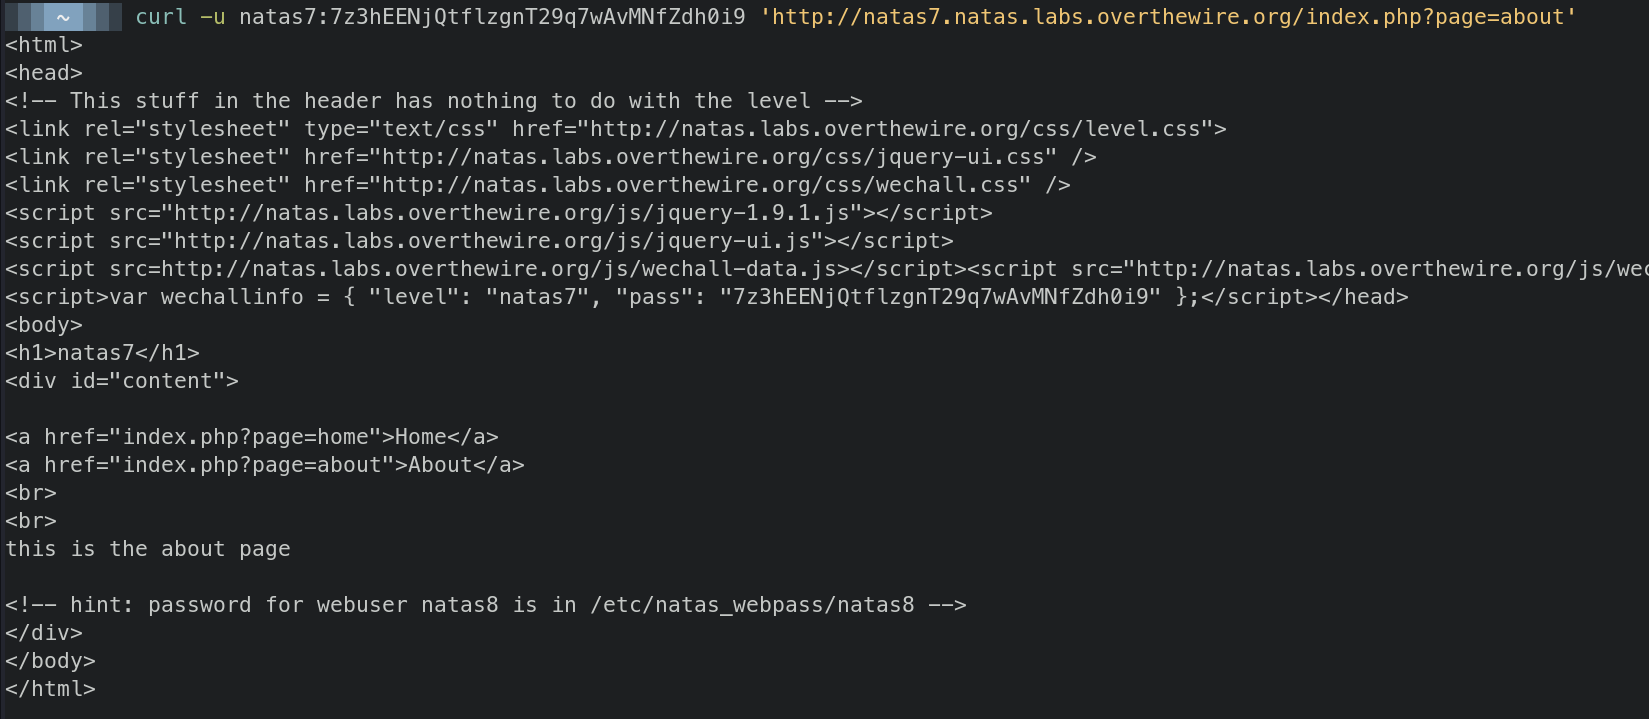 ~ curl -u natas7:7z3hEENjQtflzgnT29q7wAvMNfZdh0i9 'http://natas7.natas.labs.overthewire.org/index.php?page=about'
<html>
<head>
<!-- This stuff in the header has nothing to do with the level -->
<link rel="stylesheet" type="text/css" href="http://natas.labs.overthewire.org/css/level.css">
<link rel="stylesheet" href="http://natas.labs.overthewire.org/css/jquery-ui.css" />
<link rel="stylesheet" href="http://natas.labs.overthewire.org/css/wechall.css" />
<script src="http://natas.labs.overthewire.org/js/jquery-1.9.1.js"></script>
<script src="http://natas.labs.overthewire.org/js/jquery-ui.js"></script>
<script src=http://natas.labs.overthewire.org/js/wechall-data.js></script><script src="http://natas.labs.overthewire.org/js/wec
<script>var wechallinfo = { "level": "natas7", "pass": "7z3hEENjQtflzgnT29q7wAvMNfZdh0i9" };</script></head>
<body>
<h1>natas7</h1>
<div id="content">
<a href="index.php?page=home">Home</a>
<a href="index.php?page=about">About</a>
<br>
<br>
this is the about page
<!-- hint: password for webuser natas8 is in /etc/natas_webpass/natas8 -->
</div>
</body>
</html>